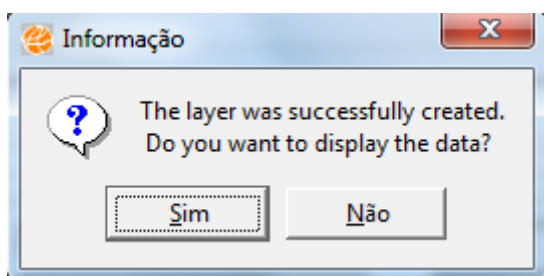 Informação
The layer was successfully created.
Do you want to display the data?
Sim
Não